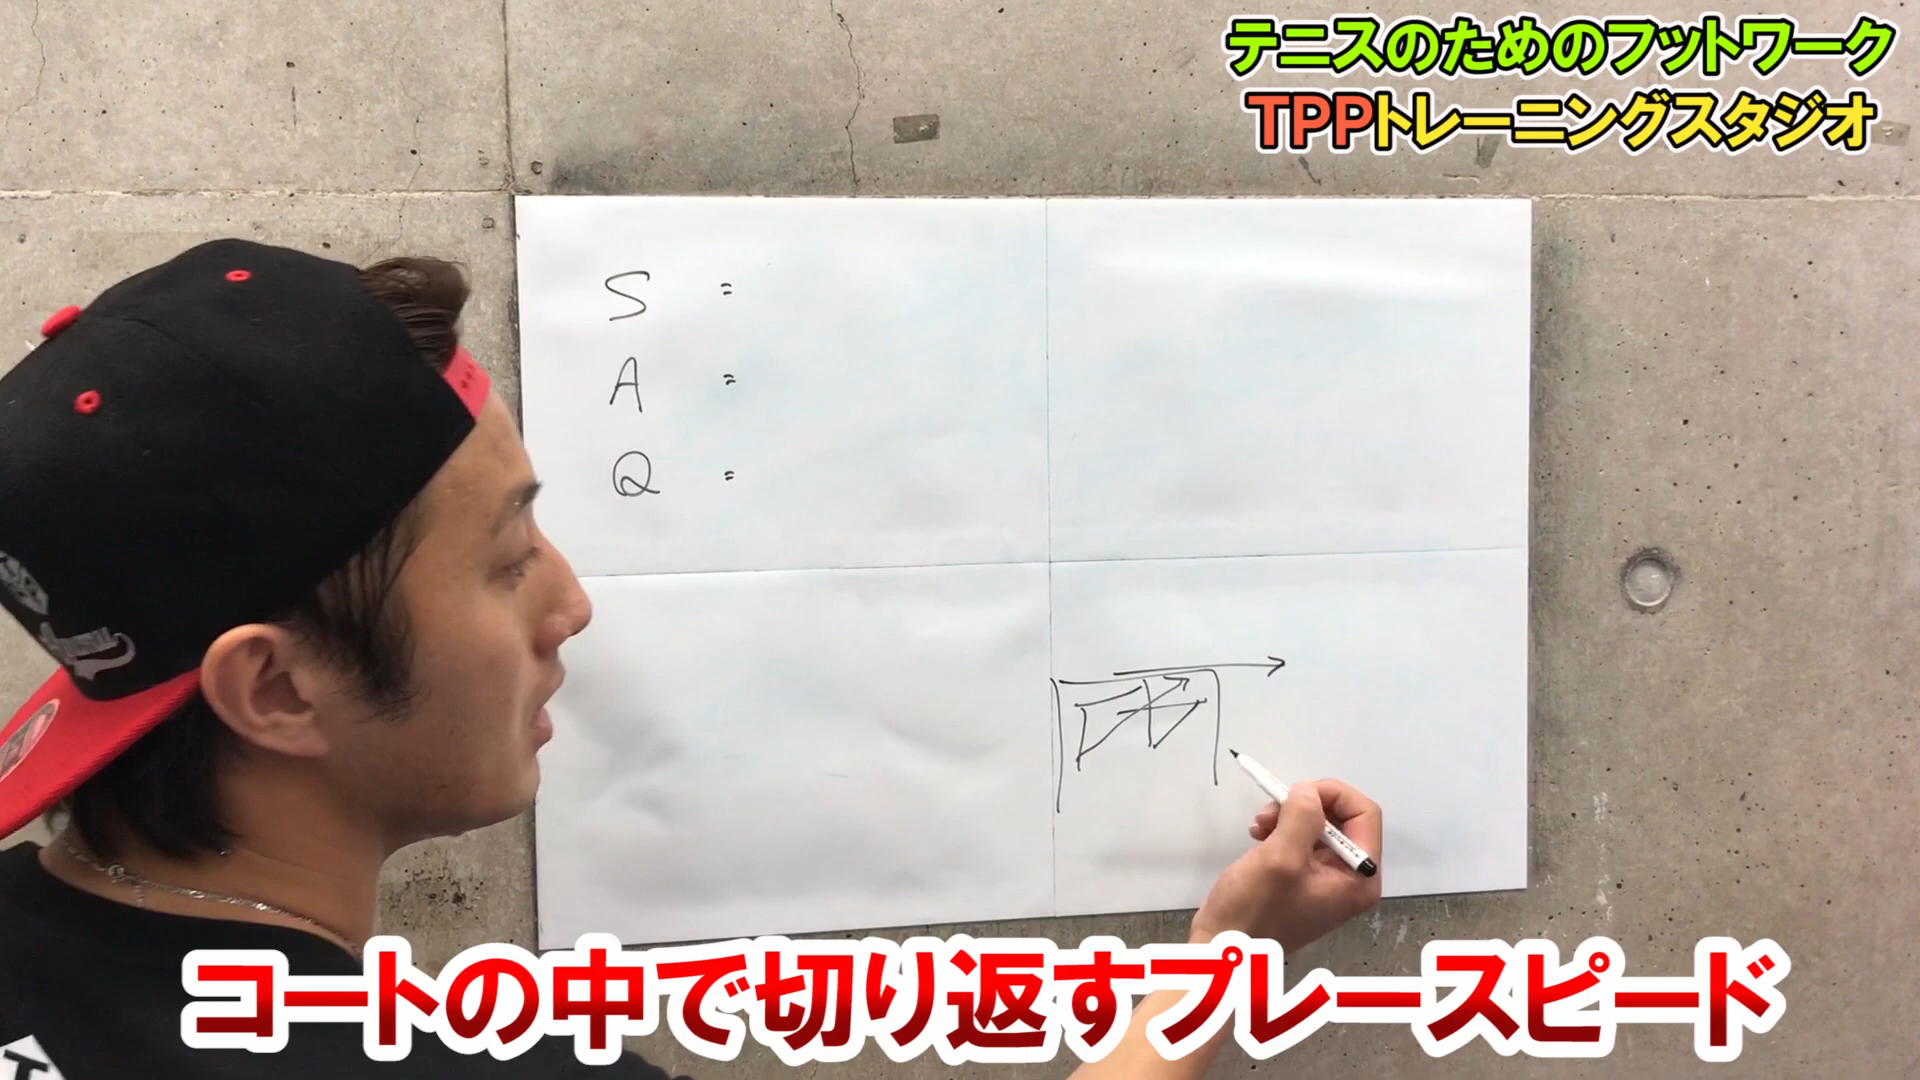 テニスのためのフットワーク
TPPトレーニングスタジオ
S =
A =
Q =
コートの中で切り返すプレースピード